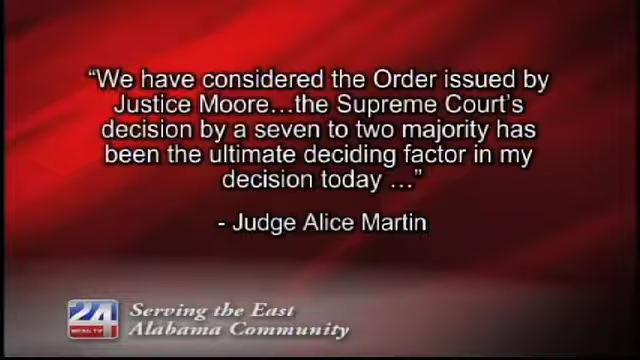 “We have considered the Order issued by
Justice Moore…the Supreme Court’s
decision by a seven to two majority has
been the ultimate deciding factor in my
decision today …”
- Judge Alice Martin
24
Serving the East
Alabama Community